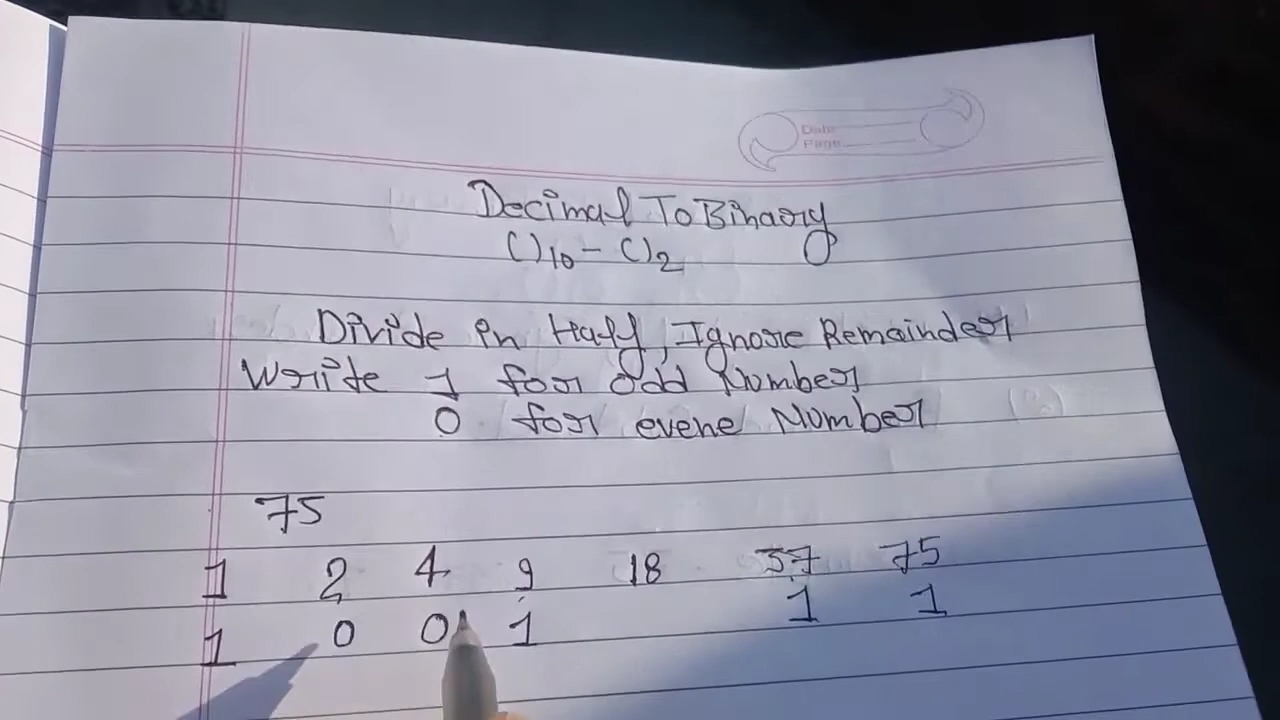 Date
Page
Decimal To Binary
()10 - ()2
Divide in Half, Ignore Remainder
Write 1 for odd Number
0 for evene Number
75
1 2 4 9 18 37 75
1 0 0 1 1 1